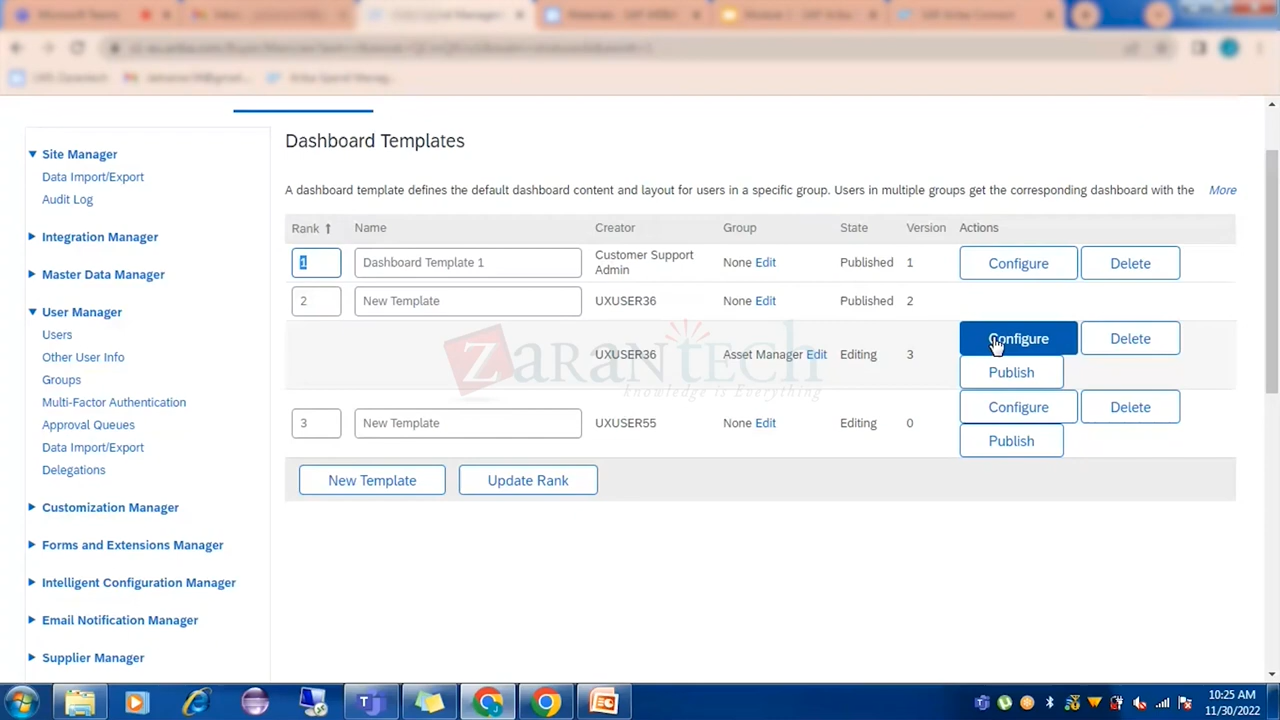 Dashboard Templates
Site Manager
Data Import/Export
Audit Log
Integration Manager
Master Data Manager
User Manager
Users
Other User Info
Groups
Multi-Factor Authentication
Approval Queues
Data Import/Export
Delegations
Customization Manager
Forms and Extensions Manager
Intelligent Configuration Manager
Email Notification Manager
Supplier Manager
A dashboard template defines the default dashboard content and layout for users in a specific group. Users in multiple groups get the corresponding dashboard with the More
Rank ↑ Name Creator Group State Version Actions
1 Dashboard Template 1 Customer Support Admin None Edit Published 1 Configure Delete
2 New Template UXUSER36 None Edit Published 2
UXUSER36 Asset Manager Edit Editing 3 Configure Delete
Publish
3 New Template UXUSER55 None Edit Editing 0 Configure Delete
Publish
New Template Update Rank
ZaranTech
knowledge is Everything
10:25 AM
11/30/2022